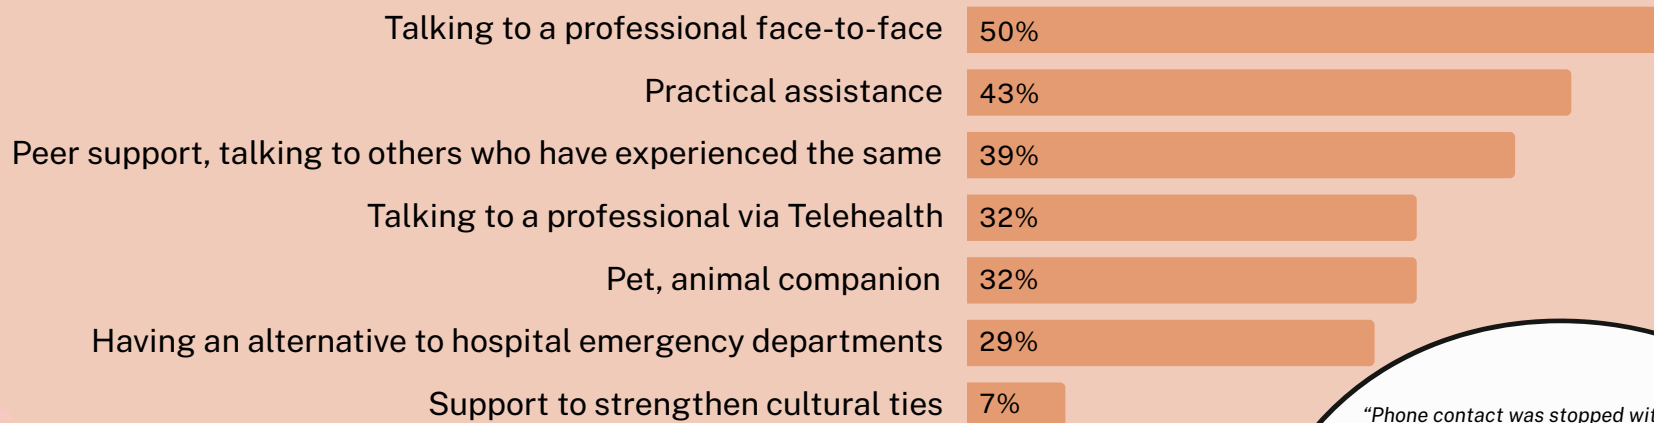 Talking to a professional face-to-face 50%
Practical assistance 43%
Peer support, talking to others who have experienced the same 39%
Talking to a professional via Telehealth 32%
Pet, animal companion 32%
Having an alternative to hospital emergency departments 29%
Support to strengthen cultural ties 7%
“Phone contact was stopped